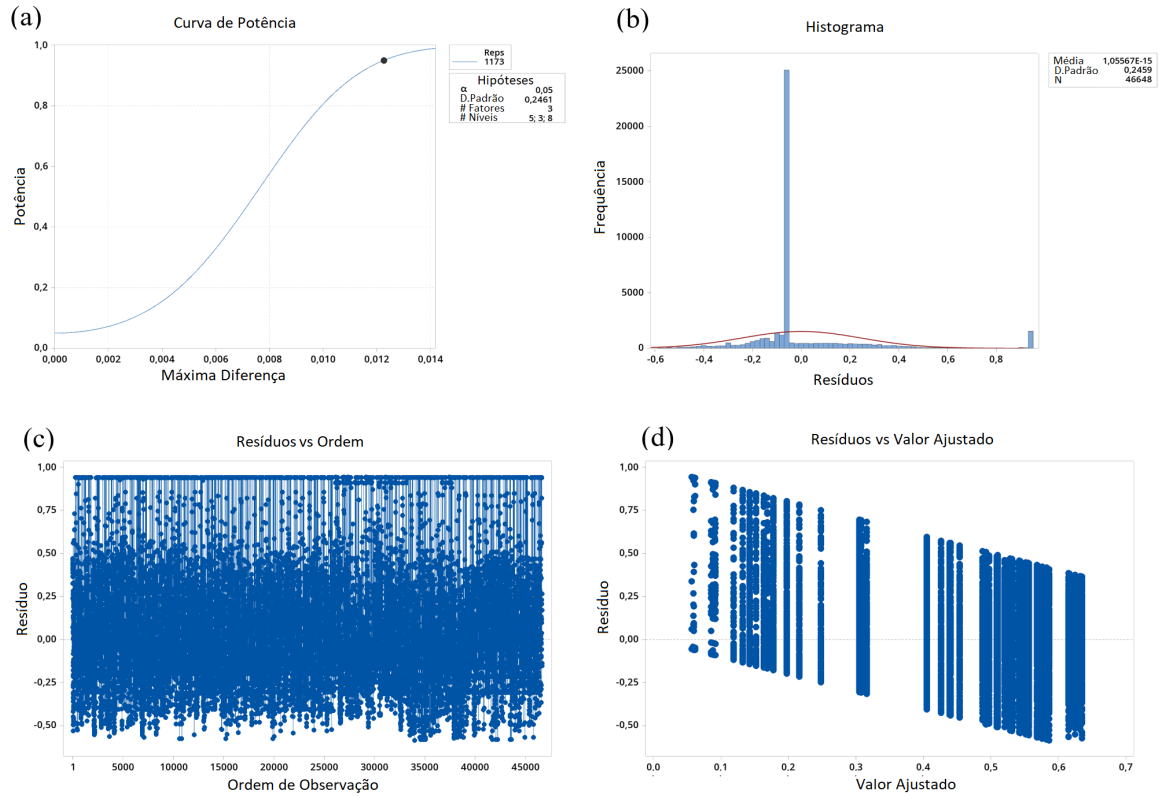 (a)
Curva de Potência
1,0
0,8
0,6
0,4
0,2
0,0
Potência
0,000 0,002 0,004 0,006 0,008 0,010 0,012 0,014
Máxima Diferença
Reps
1173
Hipóteses
α 0,05
D.Padrão 0,2461
# Fatores 3
# Níveis 5; 3; 8
(b)
Histograma
25000
20000
15000
10000
5000
0
Frequência
-0,6 -0,4 -0,2 0,0 0,2 0,4 0,6 0,8
Resíduos
Média 1,05567E-15
D.Padrão 0,2459
N 46648
(c)
Resíduos vs Ordem
1,00
0,75
0,50
0,25
0,00
-0,25
-0,50
Resíduo
1 5000 10000 15000 20000 25000 30000 35000 40000 45000
Ordem de Observação
(d)
Resíduos vs Valor Ajustado
1,00
0,75
0,50
0,25
0,00
-0,25
-0,50
Resíduo
0.0 0.1 0,2 0,3 0,4 0,5 0,6 0,7
Valor Ajustado